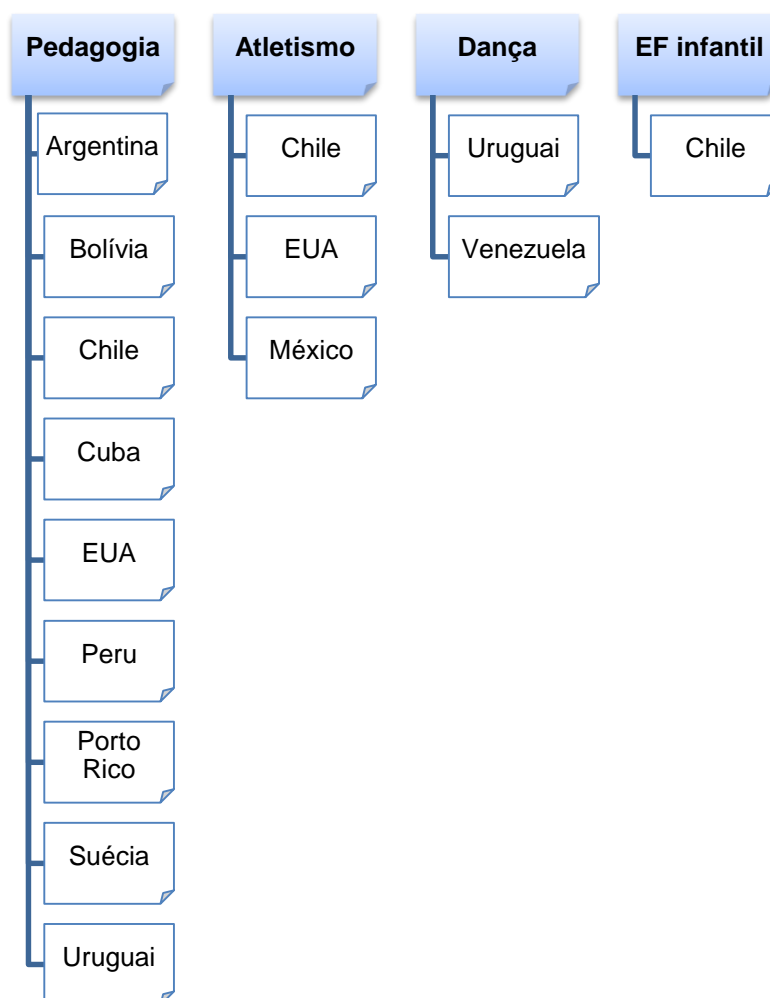 Pedagogia
Argentina
Bolívia
Chile
Cuba
EUA
Peru
Porto
Rico
Suécia
Uruguai
Atletismo
Chile
EUA
México
Dança
Uruguai
Venezuela
EF infantil
Chile